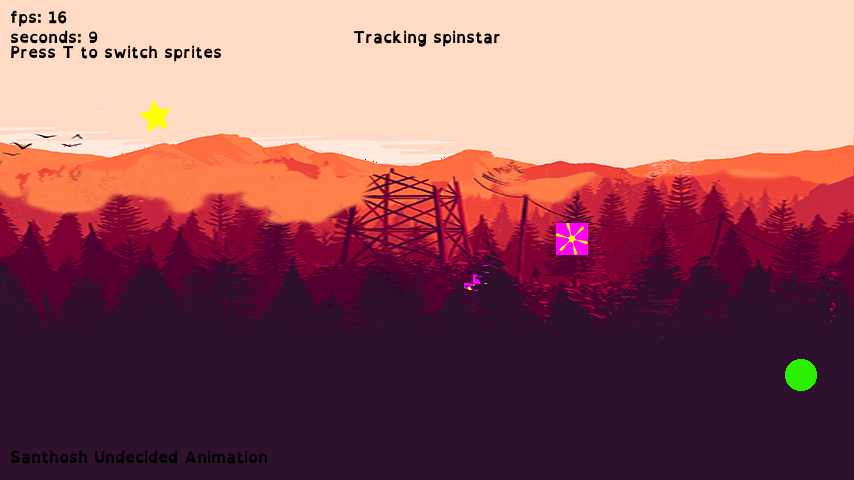 fps: 16
seconds: 9
Press T to switch sprites
Tracking spinstar
Santhosh Undecided Animation